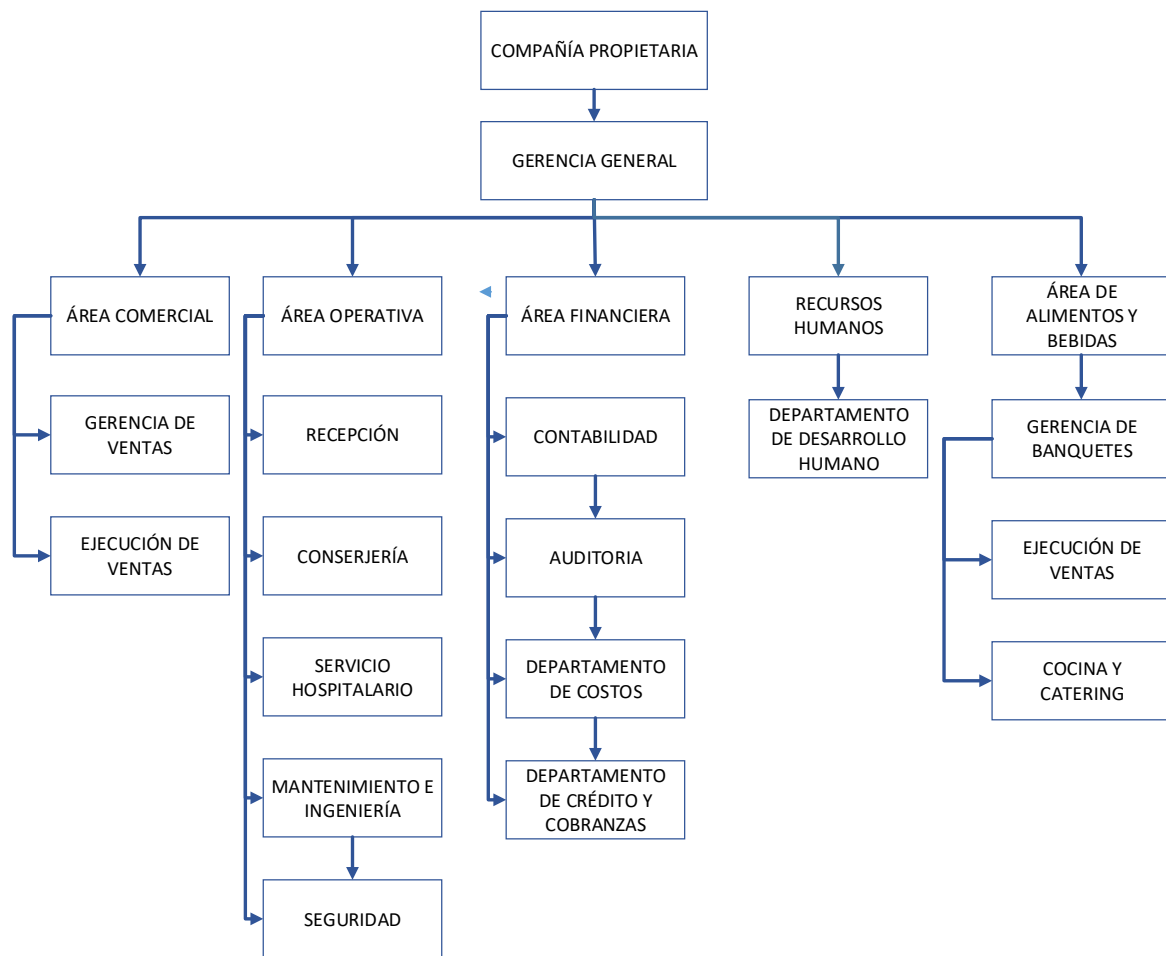 COMPAÑÍA PROPIETARIA
GERENCIA GENERAL
ÁREA COMERCIAL
GERENCIA DE
VENTAS
EJECUCIÓN DE
VENTAS
ÁREA OPERATIVA
RECEPCIÓN
CONSERJERÍA
SERVICIO
HOSPITALARIO
MANTENIMIENTO E
INGENIERÍA
SEGURIDAD
ÁREA FINANCIERA
CONTABILIDAD
AUDITORIA
DEPARTAMENTO
DE COSTOS
DEPARTAMENTO
DE CRÉDITO Y
COBRANZAS
RECURSOS
HUMANOS
DEPARTAMENTO
DE DESARROLLO
HUMANO
ÁREA DE
ALIMENTOS Y
BEBIDAS
GERENCIA DE
BANQUETES
EJECUCIÓN DE
VENTAS
COCINA Y
CATERING